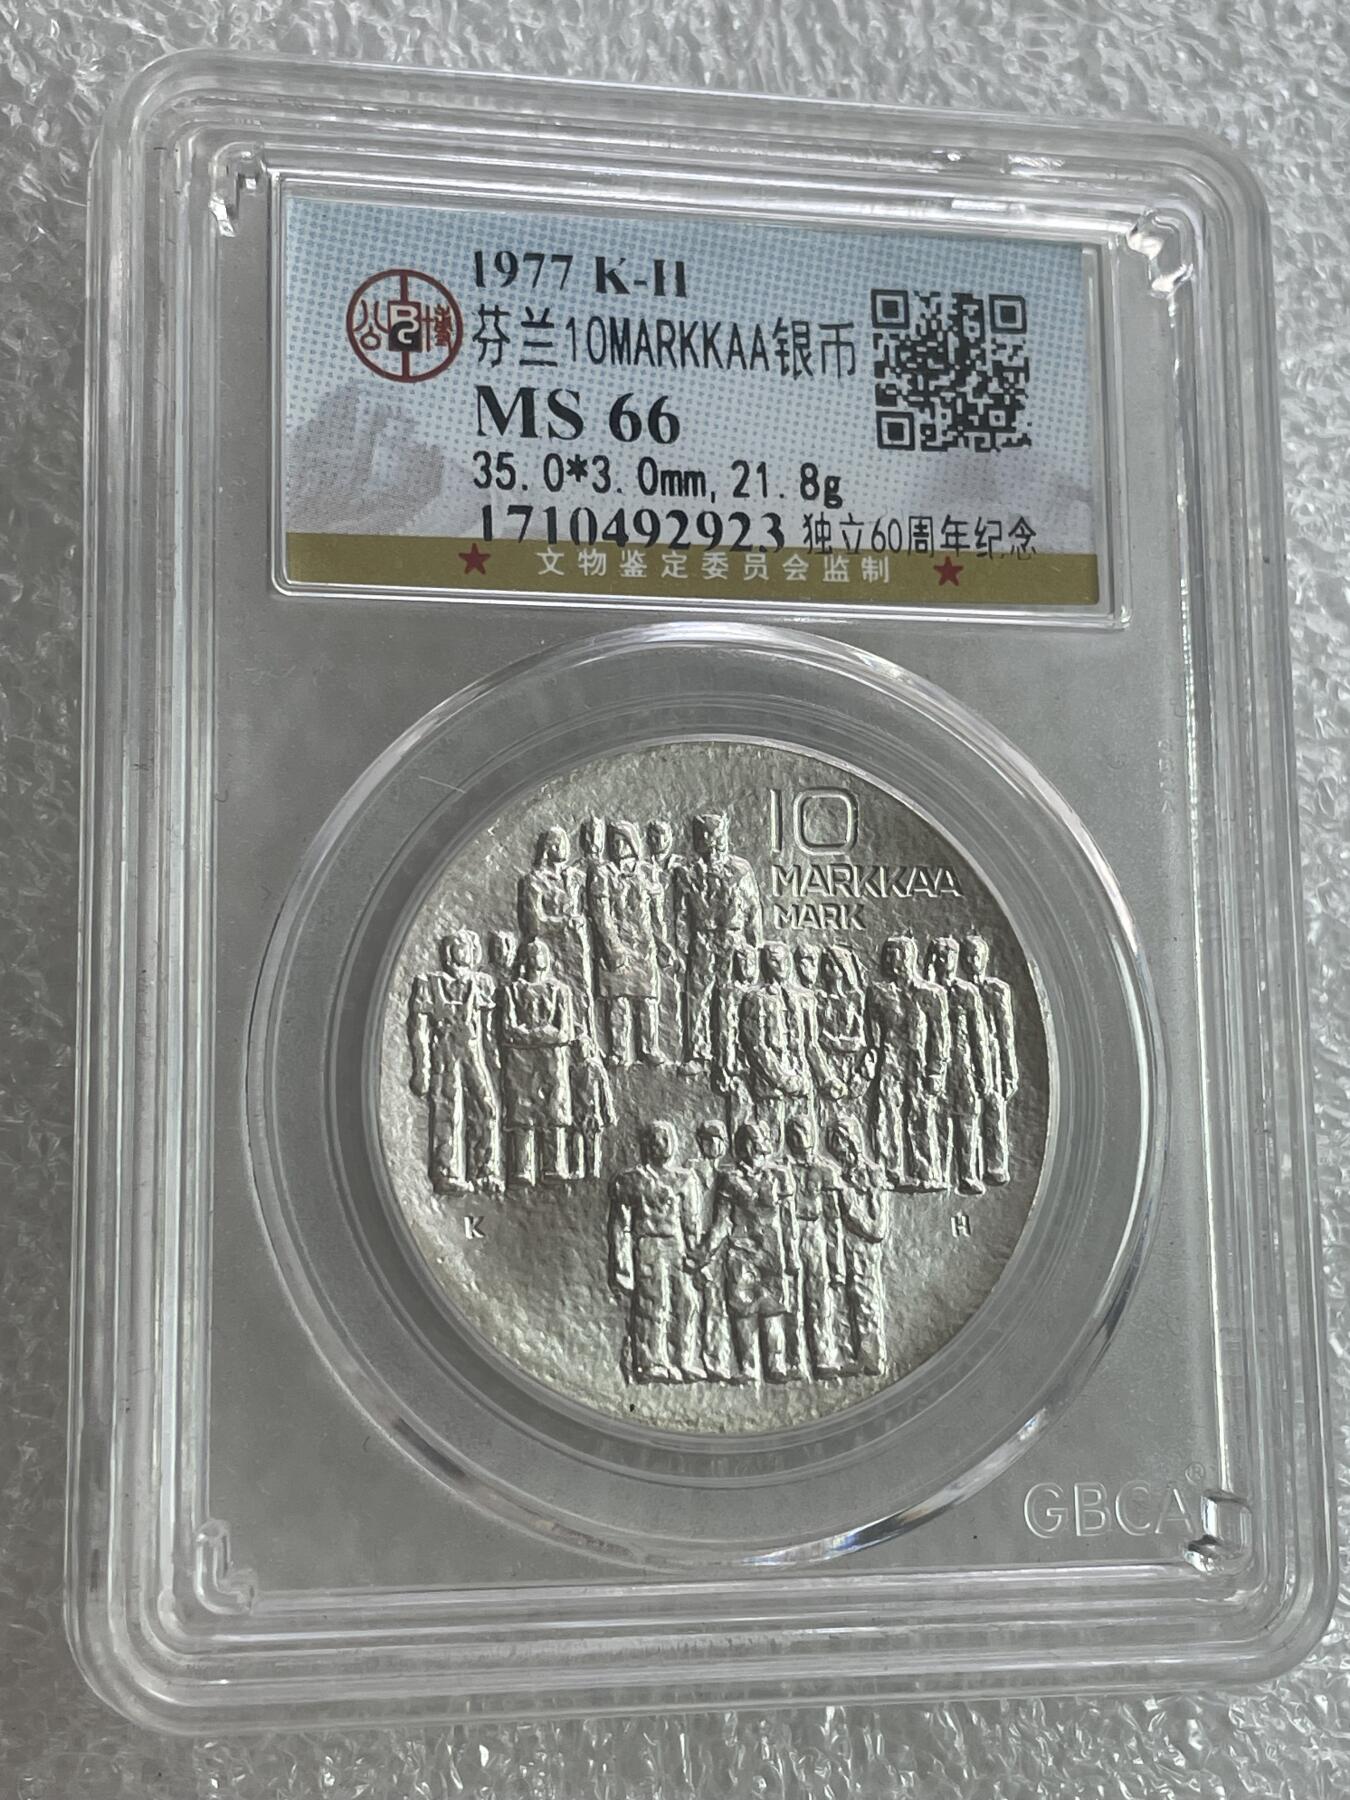 1977 K-H
公 博
芬兰10MARKKAA银币
MS 66
35.0*3.0mm, 21.8g
1710492923 独立60周年纪念
★ 文物鉴定委员会监制 ★
10
MARKKAA
MARK
K H
GBCA®